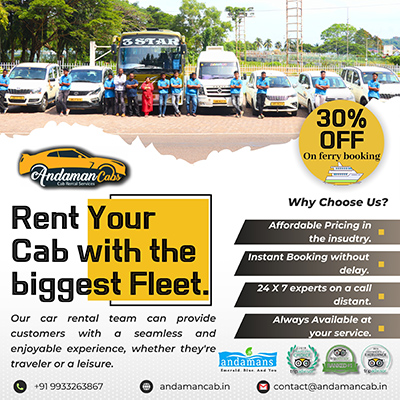 3 STAR
30%
OFF
On ferry booking
AndamanCabs
Cab Rental Services
Why Choose Us?
Rent Your
Cab with the
biggest Fleet.
Affordable Pricing in
the insudtry.
Instant Booking without
delay.
24 X 7 experts on a call
distant.
Always Available at
your service.
Our car rental team can provide
customers with a seamless and
enjoyable experience, whether they're
traveler or a leisure.
andamans
Emerald. Blue. And You
+91 9933263867
andamancab.in
contact@andamancab.in